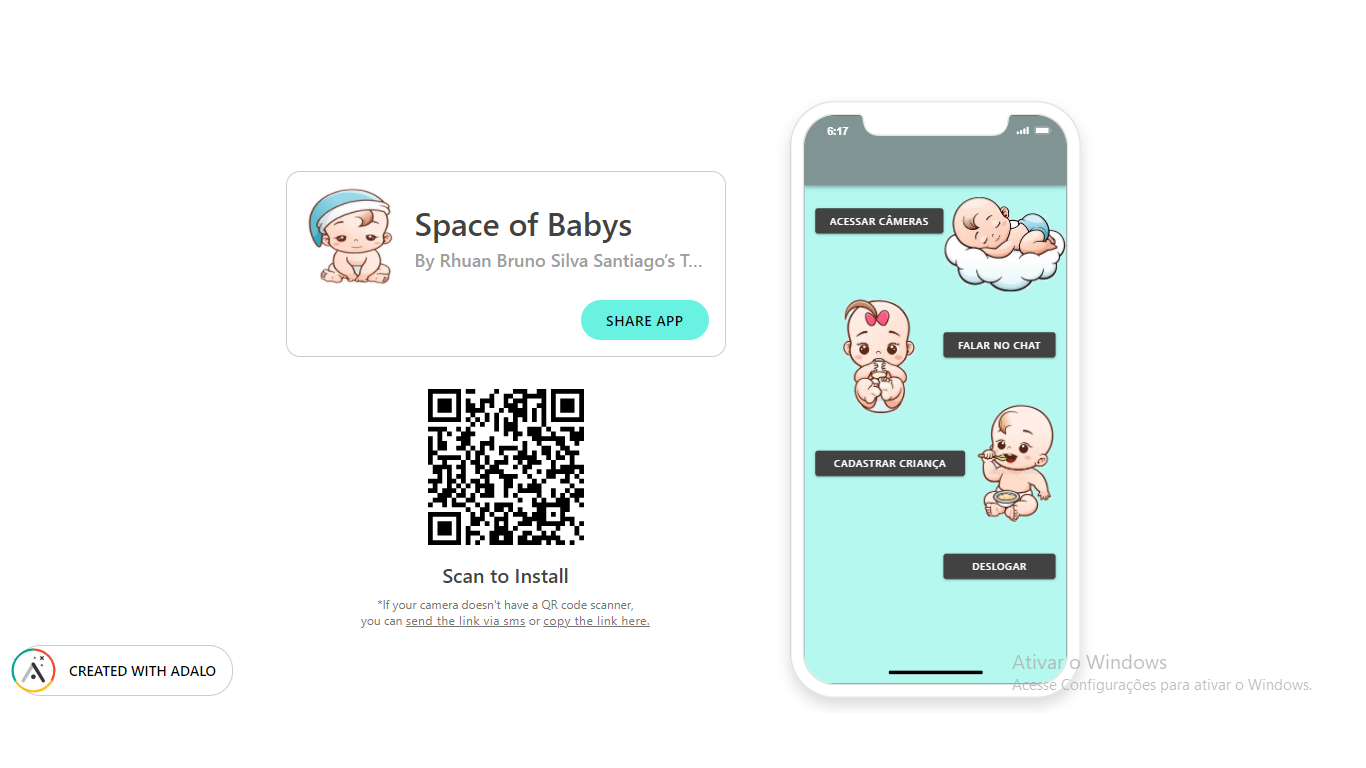 Space of Babys
By Rhuan Bruno Silva Santiago's T...
SHARE APP
Scan to Install
*If your camera doesn't have a QR code scanner,
you can send the link via sms or copy the link here.
CREATED WITH ADALO
6:17
ACESSAR CÂMERAS
FALAR NO CHAT
CADASTRAR CRIANÇA
DESLOGAR
Ativar o Windows
Acesse Configurações para ativar o Windows.